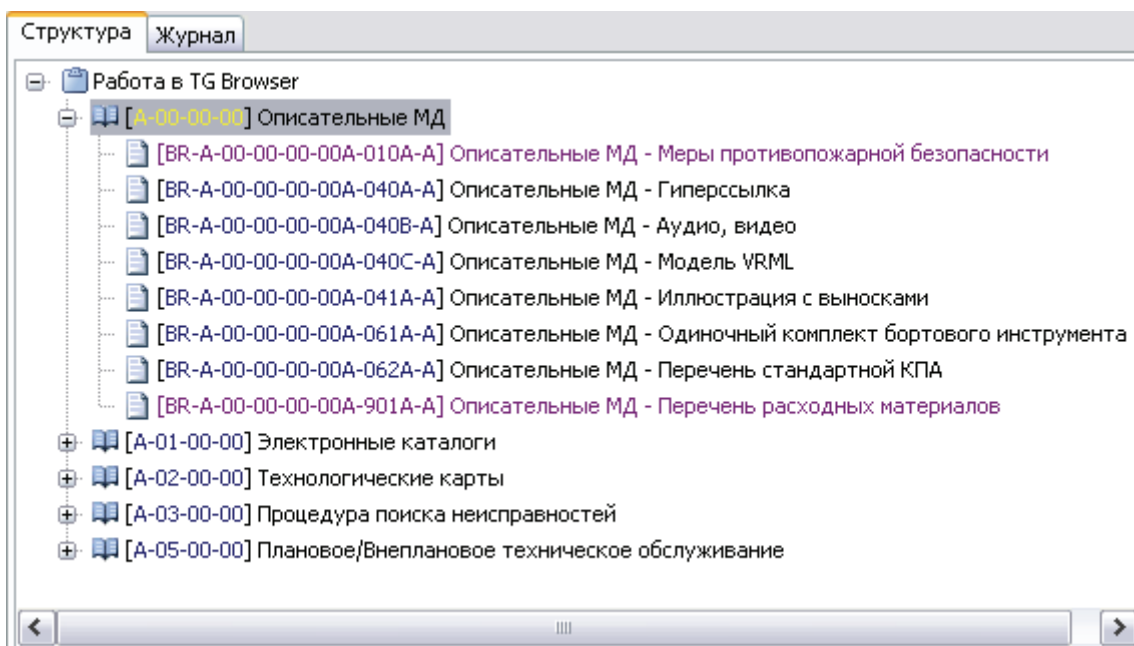 Структура Журнал
Работа в TG Browser
[A-00-00-00] Описательные МД
[BR-A-00-00-00-00A-010A-A] Описательные МД - Меры противопожарной безопасности
[BR-A-00-00-00-00A-040A-A] Описательные МД - Гиперссылка
[BR-A-00-00-00-00A-040B-A] Описательные МД - Аудио, видео
[BR-A-00-00-00-00A-040C-A] Описательные МД - Модель VRML
[BR-A-00-00-00-00A-041A-A] Описательные МД - Иллюстрация с выносками
[BR-A-00-00-00-00A-061A-A] Описательные МД - Одиночный комплект бортового инструмента
[BR-A-00-00-00-00A-062A-A] Описательные МД - Перечень стандартной КПА
[BR-A-00-00-00-00A-901A-A] Описательные МД - Перечень расходных материалов
[A-01-00-00] Электронные каталоги
[A-02-00-00] Технологические карты
[A-03-00-00] Процедура поиска неисправностей
[A-05-00-00] Плановое/Внеплановое техническое обслуживание